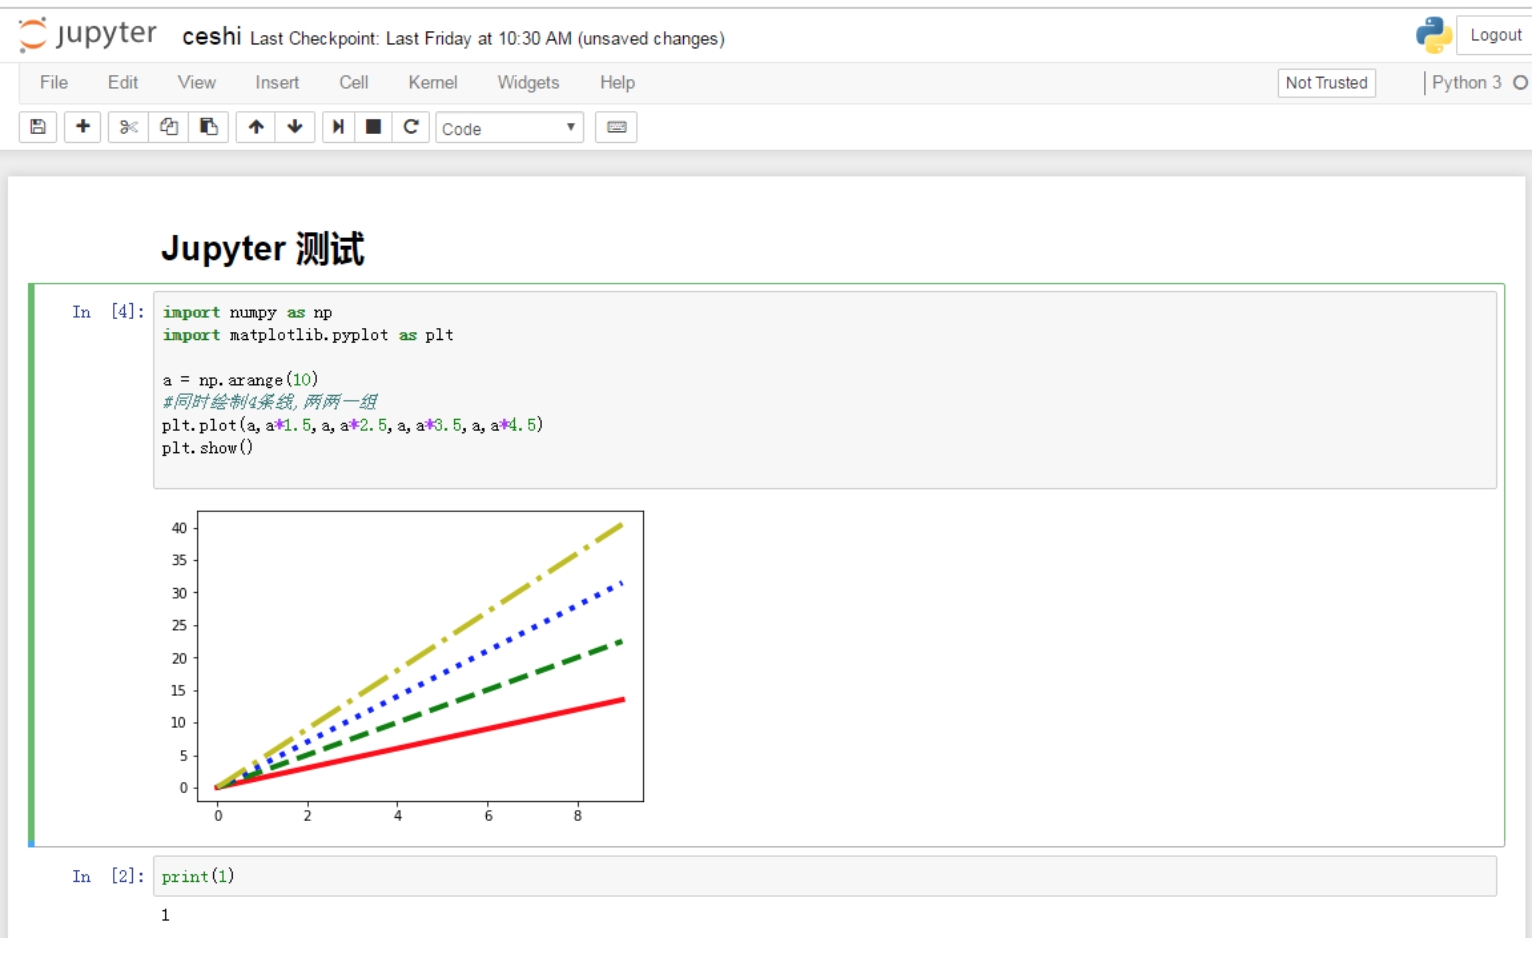 jupyter ceshi Last Checkpoint: Last Friday at 10:30 AM (unsaved changes) Logout
File Edit View Insert Cell Kernel Widgets Help Not Trusted Python 3
Code
Jupyter 测试
In [4]: import numpy as np
import matplotlib.pyplot as plt
a = np.arange(10)
#同时绘制4条线,两两一组
plt.plot(a,a*1.5,a,a*2.5,a,a*3.5,a,a*4.5)
plt.show()
40
35
30
25
20
15
10
5
0
0 2 4 6 8
In [2]: print(1)
1